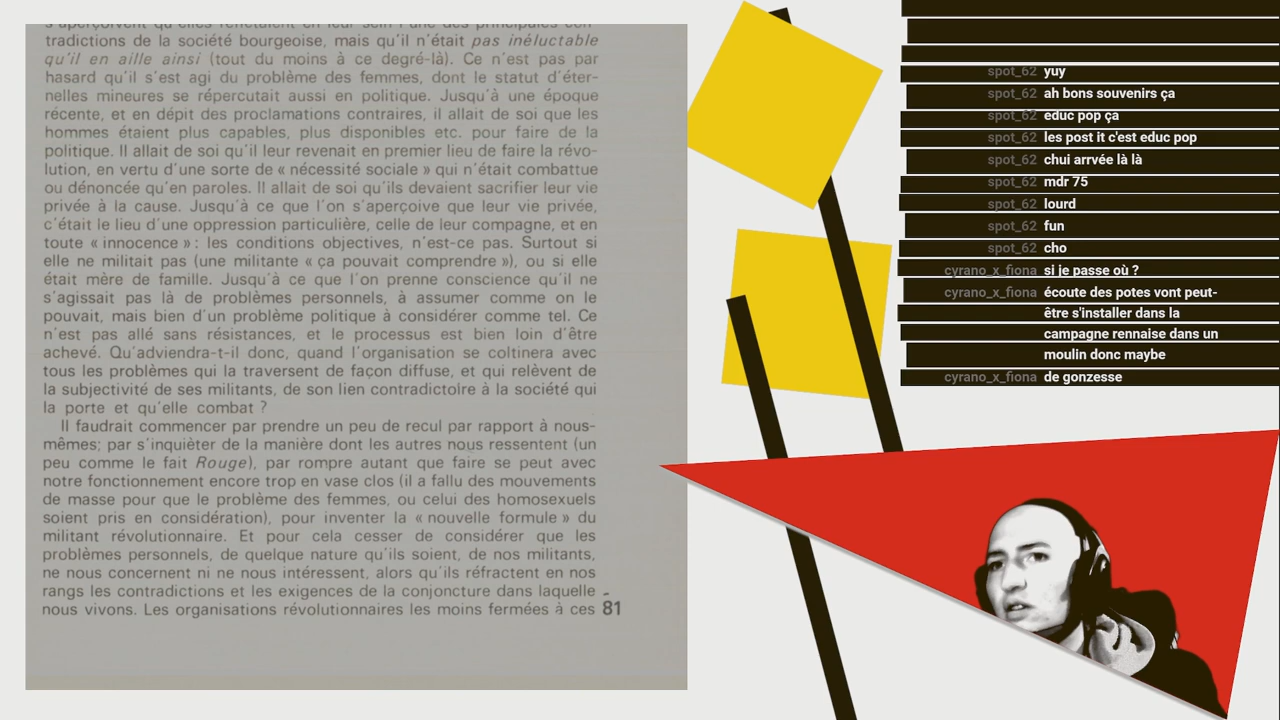 s'aperçoivent qu'elles reflétaient en leur sein l'une des principales con-
tradictions de la société bourgeoise, mais qu'il n'était pas inéluctable
qu'il en aille ainsi (tout du moins à ce degré-là). Ce n'est pas par
hasard qu'il s'est agi du problème des femmes, dont le statut d'éter-
nelles mineures se répercutait aussi en politique. Jusqu'à une époque
récente, et en dépit des proclamations contraires, il allait de soi que les
hommes étaient plus capables, plus disponibles etc. pour faire de la
politique. Il allait de soi qu'il leur revenait en premier lieu de faire la révo-
lution, en vertu d'une sorte de « nécessité sociale » qui n'était combattue
ou dénoncée qu'en paroles. Il allait de soi qu'ils devaient sacrifier leur vie
privée à la cause. Jusqu'à ce que l'on s'aperçoive que leur vie privée,
c'était le lieu d'une oppression particulière, celle de leur compagne, et en
toute « innocence » : les conditions objectives, n'est-ce pas. Surtout si
elle ne militait pas (une militante « ça pouvait comprendre »), ou si elle
était mère de famille. Jusqu'à ce que l'on prenne conscience qu'il ne
s'agissait pas là de problèmes personnels, à assumer comme on le
pouvait, mais bien d'un problème politique à considérer comme tel. Ce
n'est pas allé sans résistances, et le processus est bien loin d'être
achevé. Qu'adviendra-t-il donc, quand l'organisation se coltinera avec
tous les problèmes qui la traversent de façon diffuse, et qui relèvent de
la subjectivité de ses militants, de son lien contradictoire à la société qui
la porte et qu'elle combat ?
Il faudrait commencer par prendre un peu de recul par rapport à nous-
mêmes; par s'inquièter de la manière dont les autres nous ressentent (un
peu comme le fait Rouge), par rompre autant que faire se peut avec
notre fonctionnement encore trop en vase clos (il a fallu des mouvements
de masse pour que le problème des femmes, ou celui des homosexuels
soient pris en considération), pour inventer la « nouvelle formule » du
militant révolutionnaire. Et pour cela cesser de considérer que les
problèmes personnels, de quelque nature qu'ils soient, de nos militants,
ne nous concernent ni ne nous intéressent, alors qu'ils réfractent en nos
rangs les contradictions et les exigences de la conjoncture dans laquelle
nous vivons. Les organisations révolutionnaires les moins fermées à ces
81
spot_62 yuy
spot_62 ah bons souvenirs ça
spot_62 educ pop ça
spot_62 les post it c'est educ pop
spot_62 chui arrvée là là
spot_62 mdr 75
spot_62 lourd
spot_62 fun
spot_62 cho
cyrano_x_fiona si je passe où ?
cyrano_x_fiona écoute des potes vont peut-
être s'installer dans la
campagne rennaise dans un
moulin donc maybe
cyrano_x_fiona de gonzesse